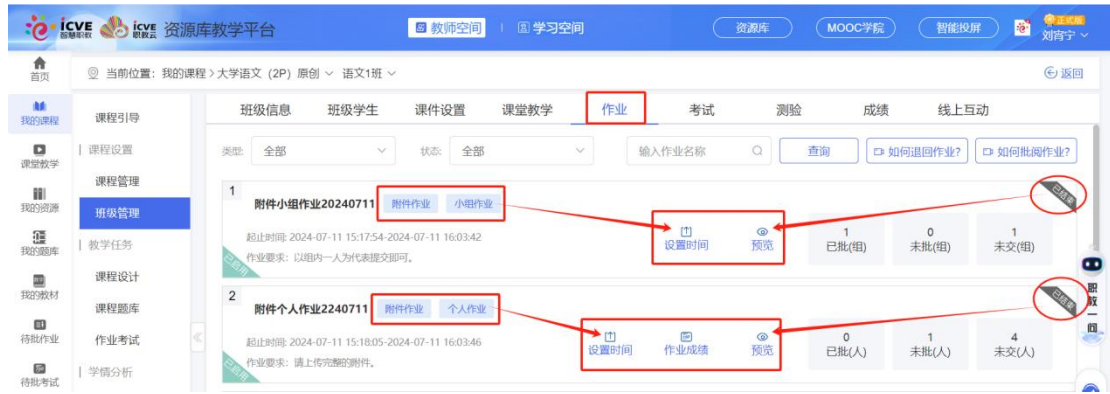 icve 智慧职教 icve 职教云 资源库教学平台 教师空间 学习空间 资源库 MOOC学院 智能投屏 正式版 刘宵宁
首页 当前位置：我的课程 > 大学语文（2P）原创 语文1班 返回
我的课程 课程引导 班级信息 班级学生 课件设置 课堂教学 作业 考试 测验 成绩 线上互动
课堂教学 课程设置 类型: 全部 状态: 全部 输入作业名称 查询 如何退回作业? 如何批阅作业?
课程管理
我的资源 班级管理 1 附件小组作业20240711 附件作业 小组作业 已结束
设置时间 预览 1 已批(组) 0 未批(组) 1 未交(组)
我的题库 教学任务 起止时间: 2024-07-11 15:17:54-2024-07-11 16:03:42
作业要求：以组内一人为代表提交即可。
已启用
我的教材 课程设计
课程题库 2 附件个人作业2240711 附件作业 个人作业 已结束
职教一问
待批作业 作业考试 起止时间: 2024-07-11 15:18:05-2024-07-11 16:03:46
设置时间 作业成绩 预览 0 已批(人) 1 未批(人) 4 未交(人)
作业要求：请上传完整的附件。
待批考试 学情分析 已启用